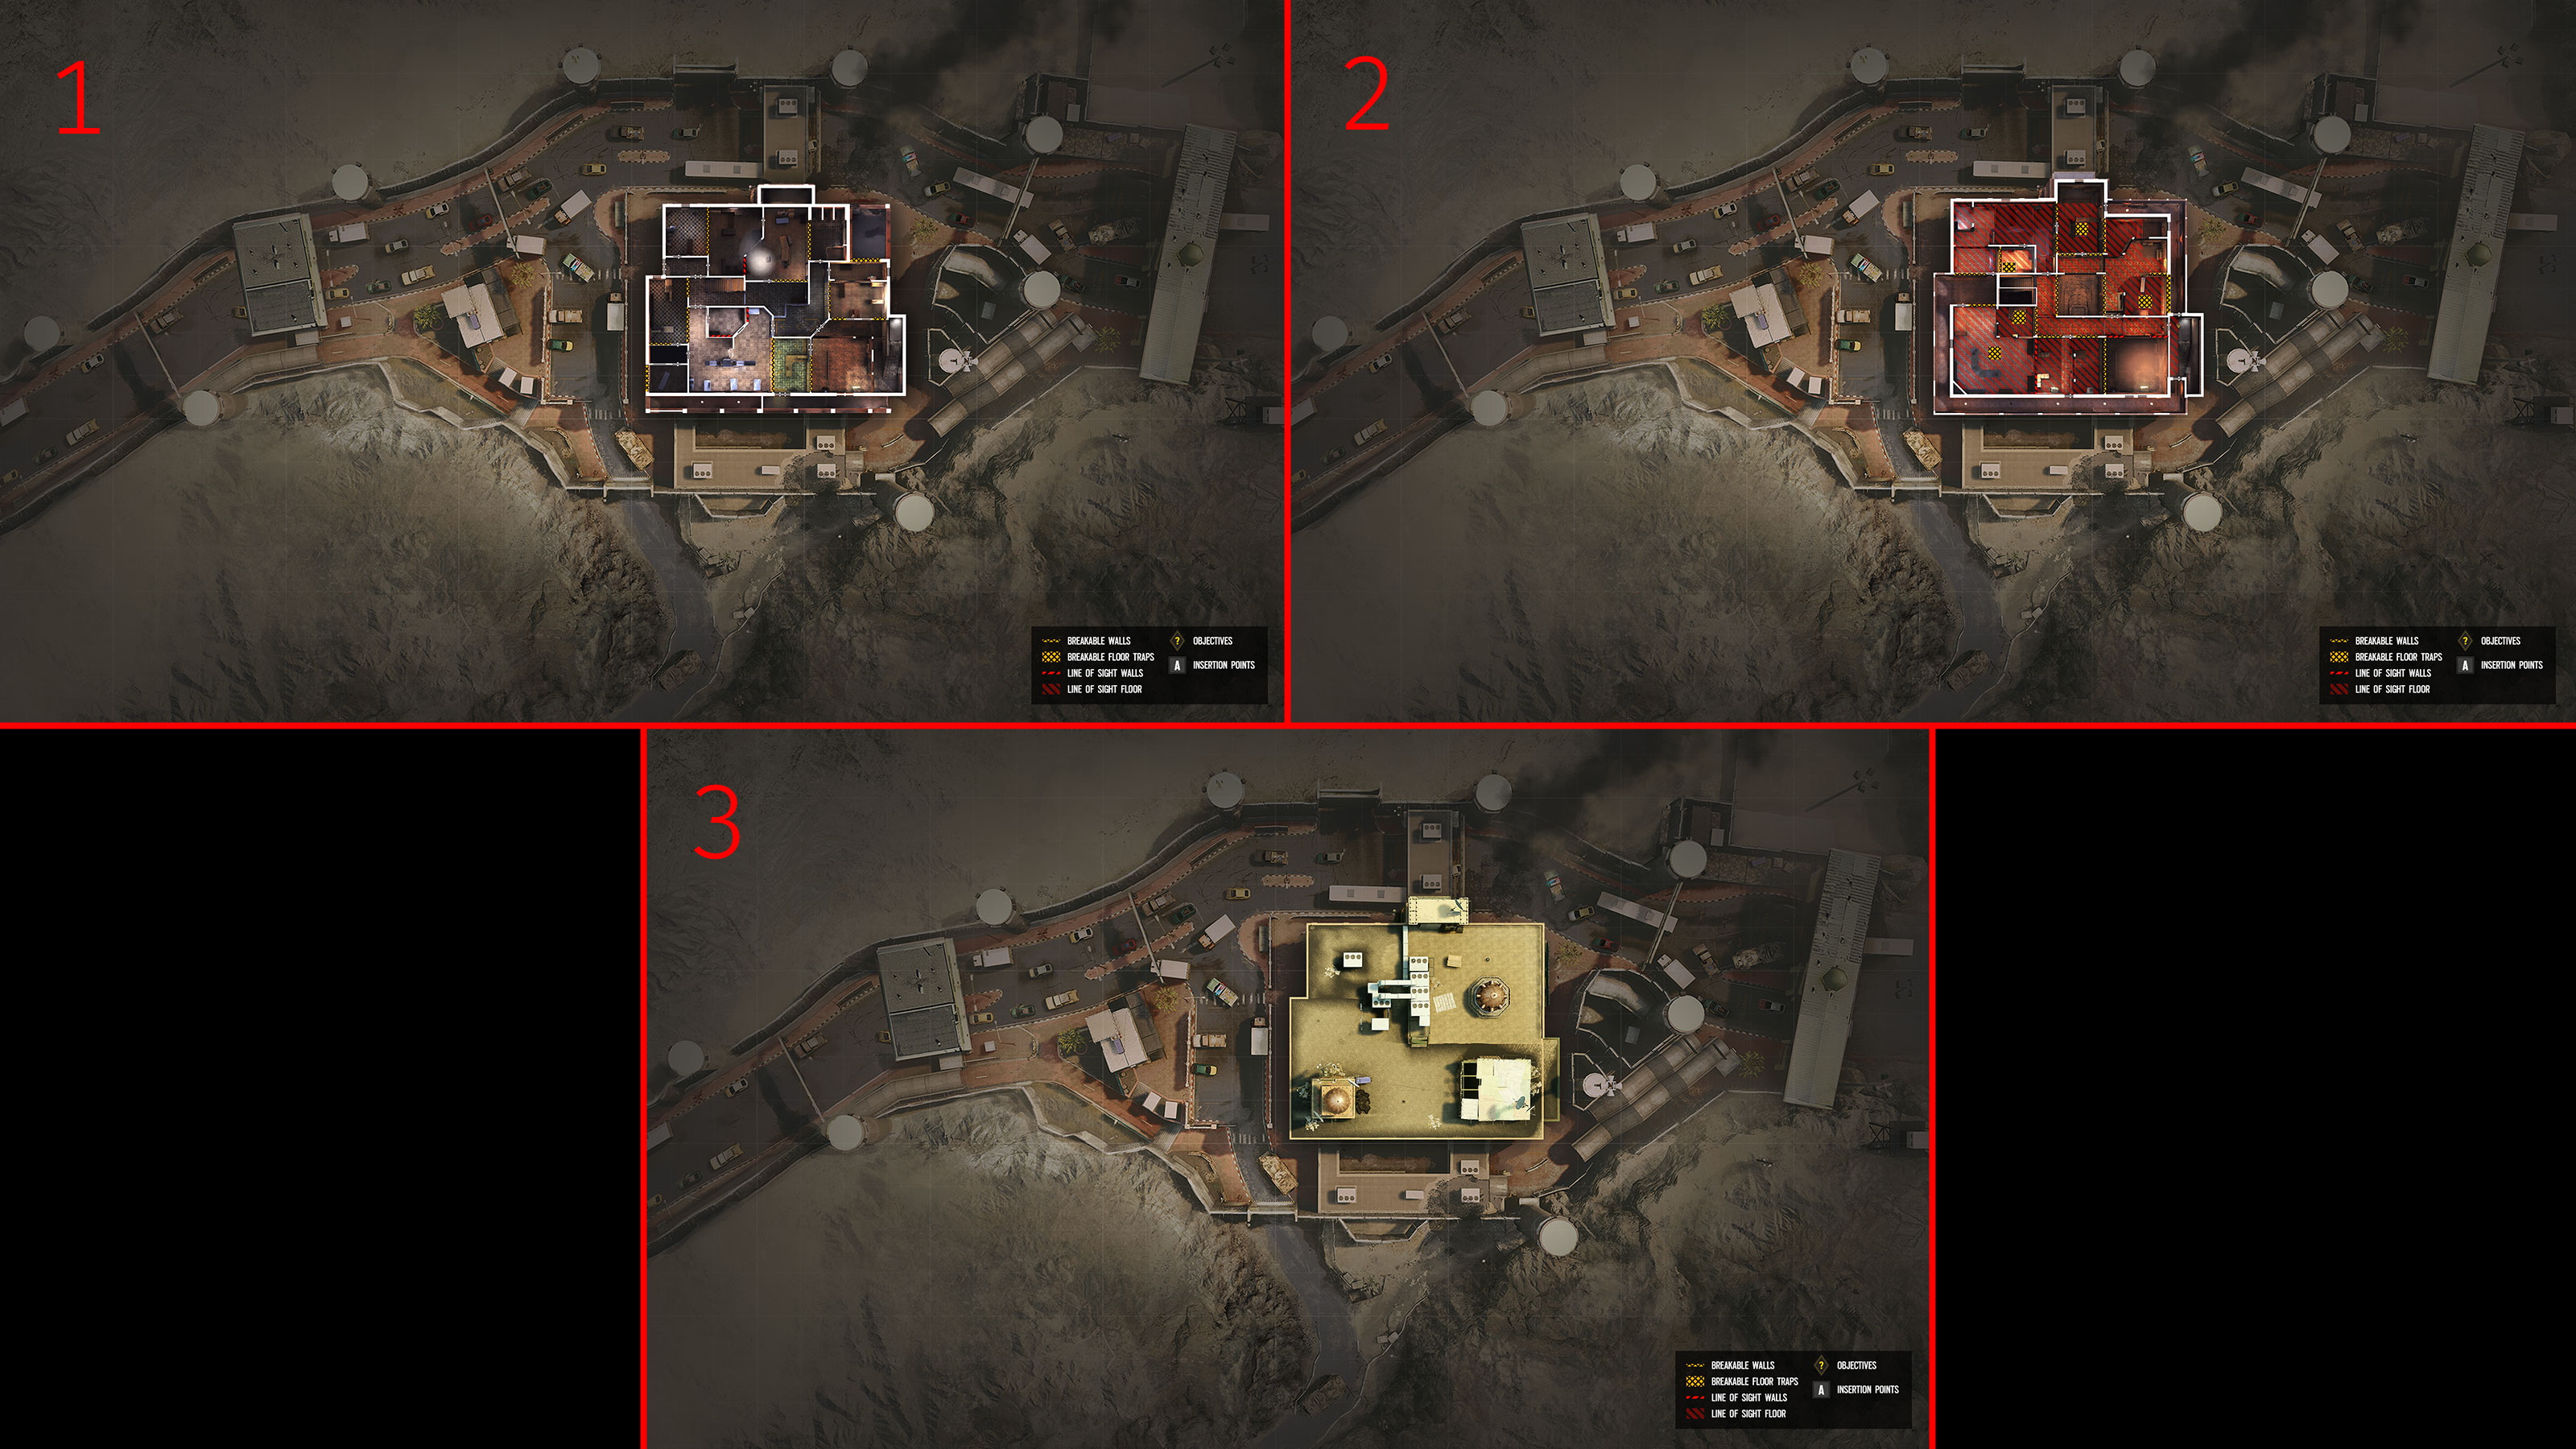 1
BREAKABLE WALLS
BREAKABLE FLOOR TRAPS
LINE OF SIGHT WALLS
LINE OF SIGHT FLOOR
? OBJECTIVES
A INSERTION POINTS
2
BREAKABLE WALLS
BREAKABLE FLOOR TRAPS
LINE OF SIGHT WALLS
LINE OF SIGHT FLOOR
? OBJECTIVES
A INSERTION POINTS
3
BREAKABLE WALLS
BREAKABLE FLOOR TRAPS
LINE OF SIGHT WALLS
LINE OF SIGHT FLOOR
? OBJECTIVES
A INSERTION POINTS